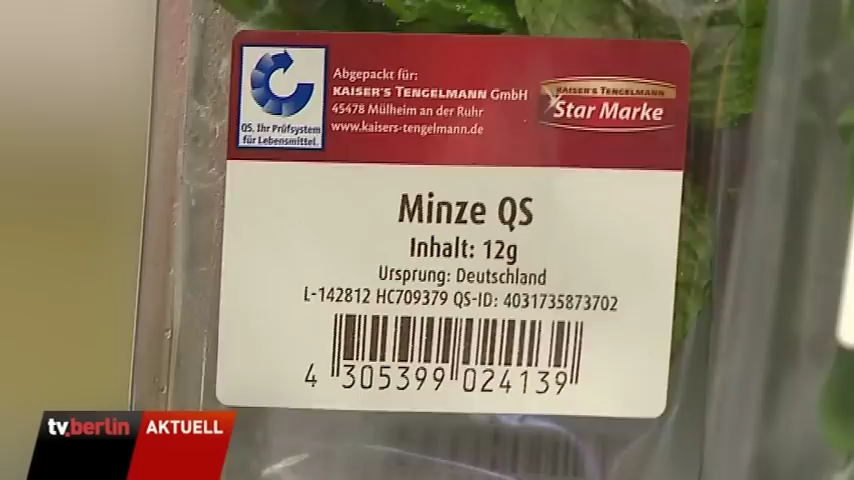 QS. Ihr Prüfsystem
für Lebensmittel.
Abgepackt für:
KAISER'S TENGELMANN GmbH
45478 Mülheim an der Ruhr
www.kaisers-tengelmann.de
KAISER'S TENGELMANN
Star Marke
Minze QS
Inhalt: 12g
Ursprung: Deutschland
L-142812 HC709379 QS-ID: 4031735873702
4 305399 024139
tv.berlin AKTUELL